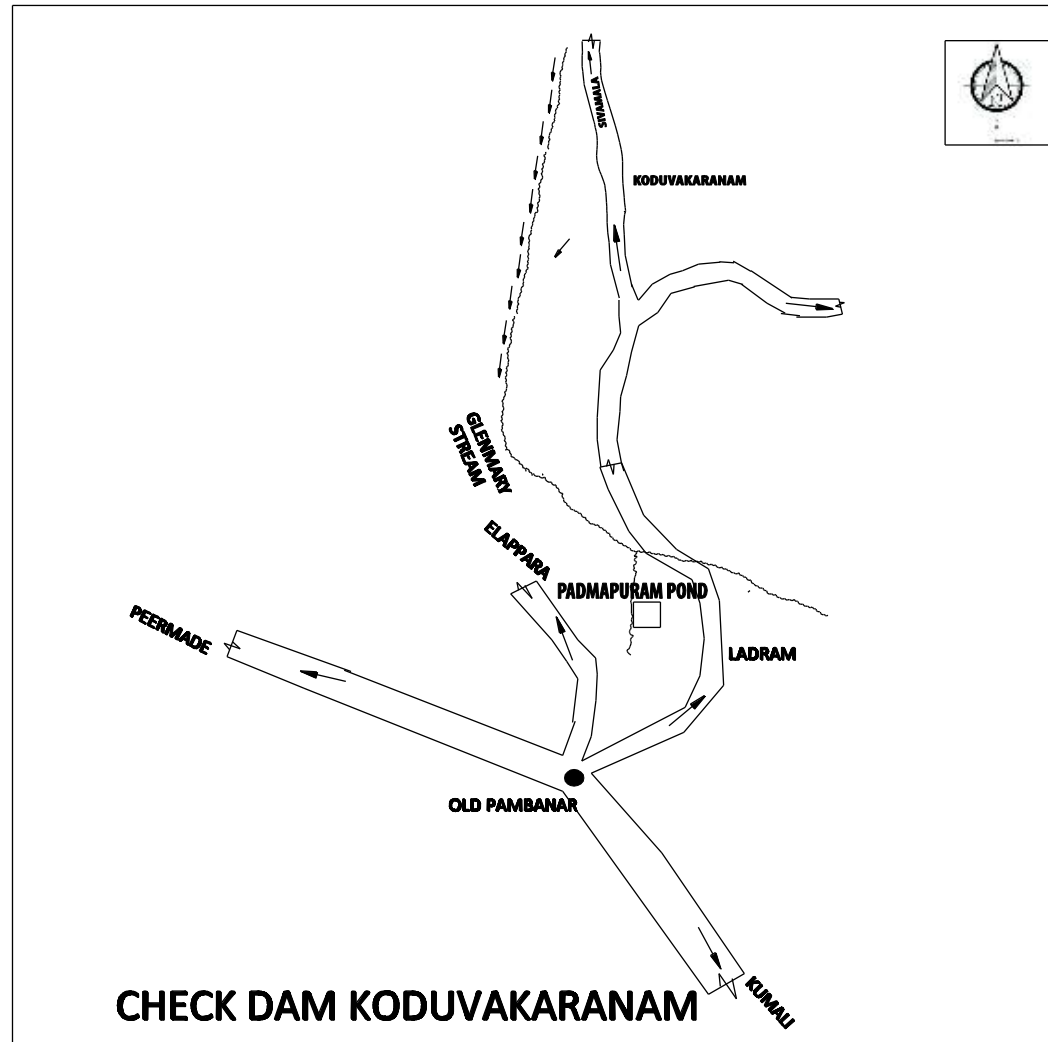 SIVAMALA
KODUVAKARANAM
GLENMARY
STREAM
ELAPPARA
PADMAPURAM POND
PEERMADE
LADRAM
OLD PAMBANAR
KUMALI
CHECK DAM KODUVAKARANAM